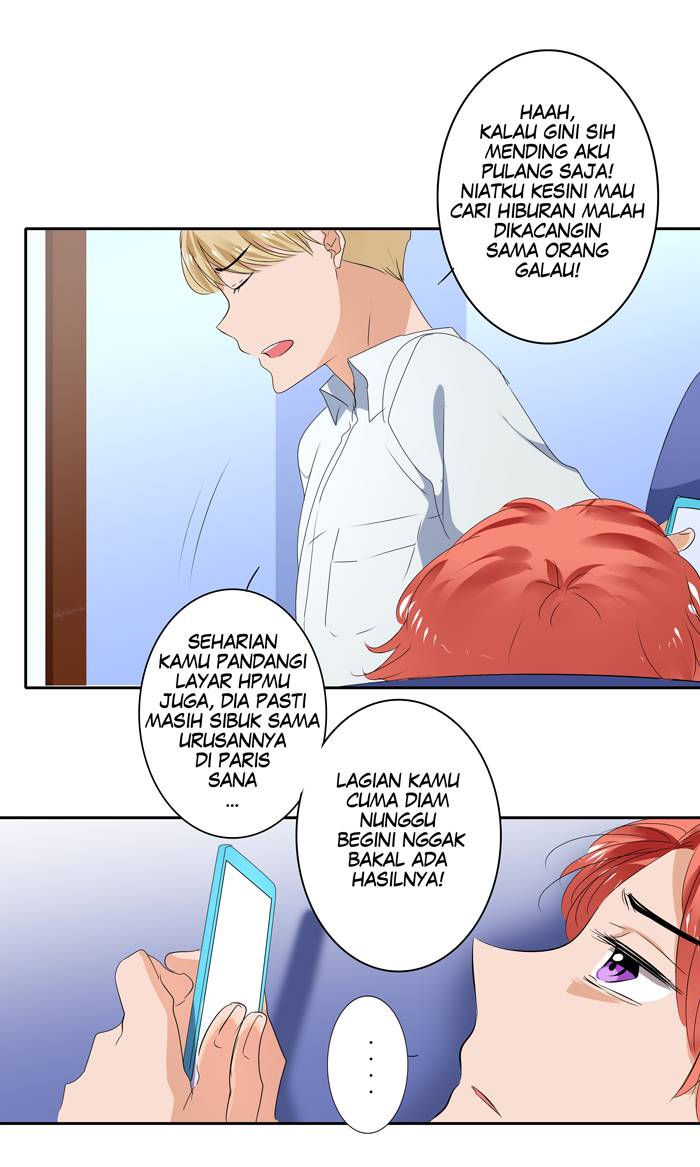 HAAH,
KALAU GINI SIH
MENDING AKU
PULANG SAJA!
NIATKU KESINI MAU
CARI HIBURAN MALAH
DIKACANGIN
SAMA ORANG
GALAU!
SEHARIAN
KAMU PANDANGI
LAYAR HPMU
JUGA, DIA PASTI
MASIH SIBUK SAMA
URUSANNYA
DI PARIS
SANA
...
LAGIAN KAMU
CUMA DIAM
NUNGGU
BEGINI NGGAK
BAKAL ADA
HASILNYA!
. . . .